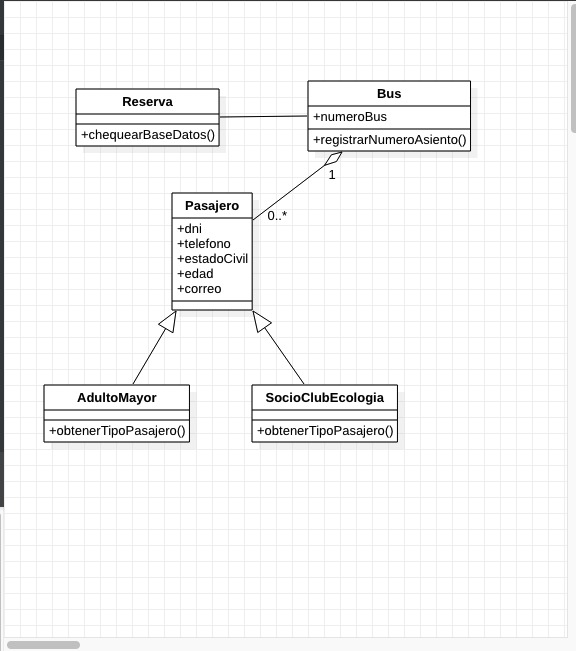 Reserva
+chequearBaseDatos()
Bus
+numeroBus
+registrarNumeroAsiento()
1
0..*
Pasajero
+dni
+telefono
+estadoCivil
+edad
+correo
AdultoMayor
+obtenerTipoPasajero()
SocioClubEcologia
+obtenerTipoPasajero()